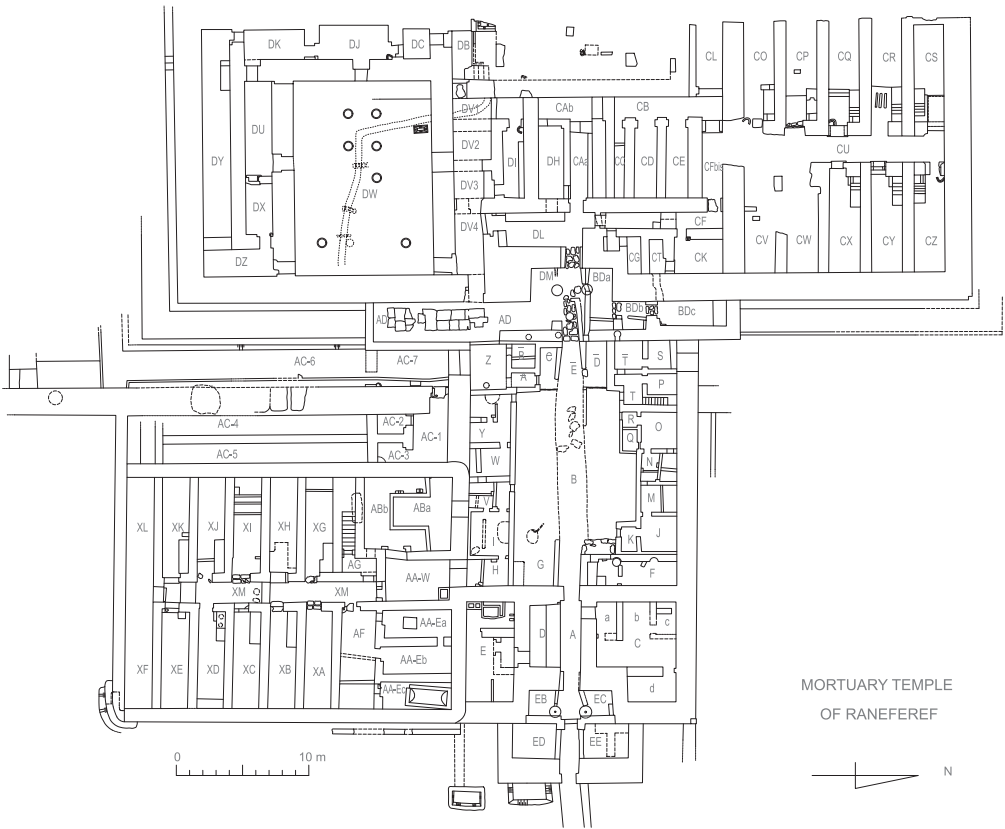 DK DJ DC DB CL CO CP CQ CR CS
DV1 CAb CB
DU DY DV2 DI DH CAa CC CD CE CFbis CU
DX DW DV3
DZ DV4 DL CF CG CT CK CV CW CX CY CZ
DM BDa
AD AD BDb BDc
AC-6 AC-7 Z B A e E D T S
T P
AC-4 AC-2 AC-1 Y R O
AC-5 AC-3 W Q N
B
XL XK XJ XI XH XG ABb ABa V M
I K J
AG H G F
XM XM AA-W
AF AA-Ea E D A a b c
C
XF XE XD XC XB XA AA-Eb
AA-Ec d
EB EC
ED EE
MORTUARY TEMPLE
OF RANEFEREF
0 10 m
N